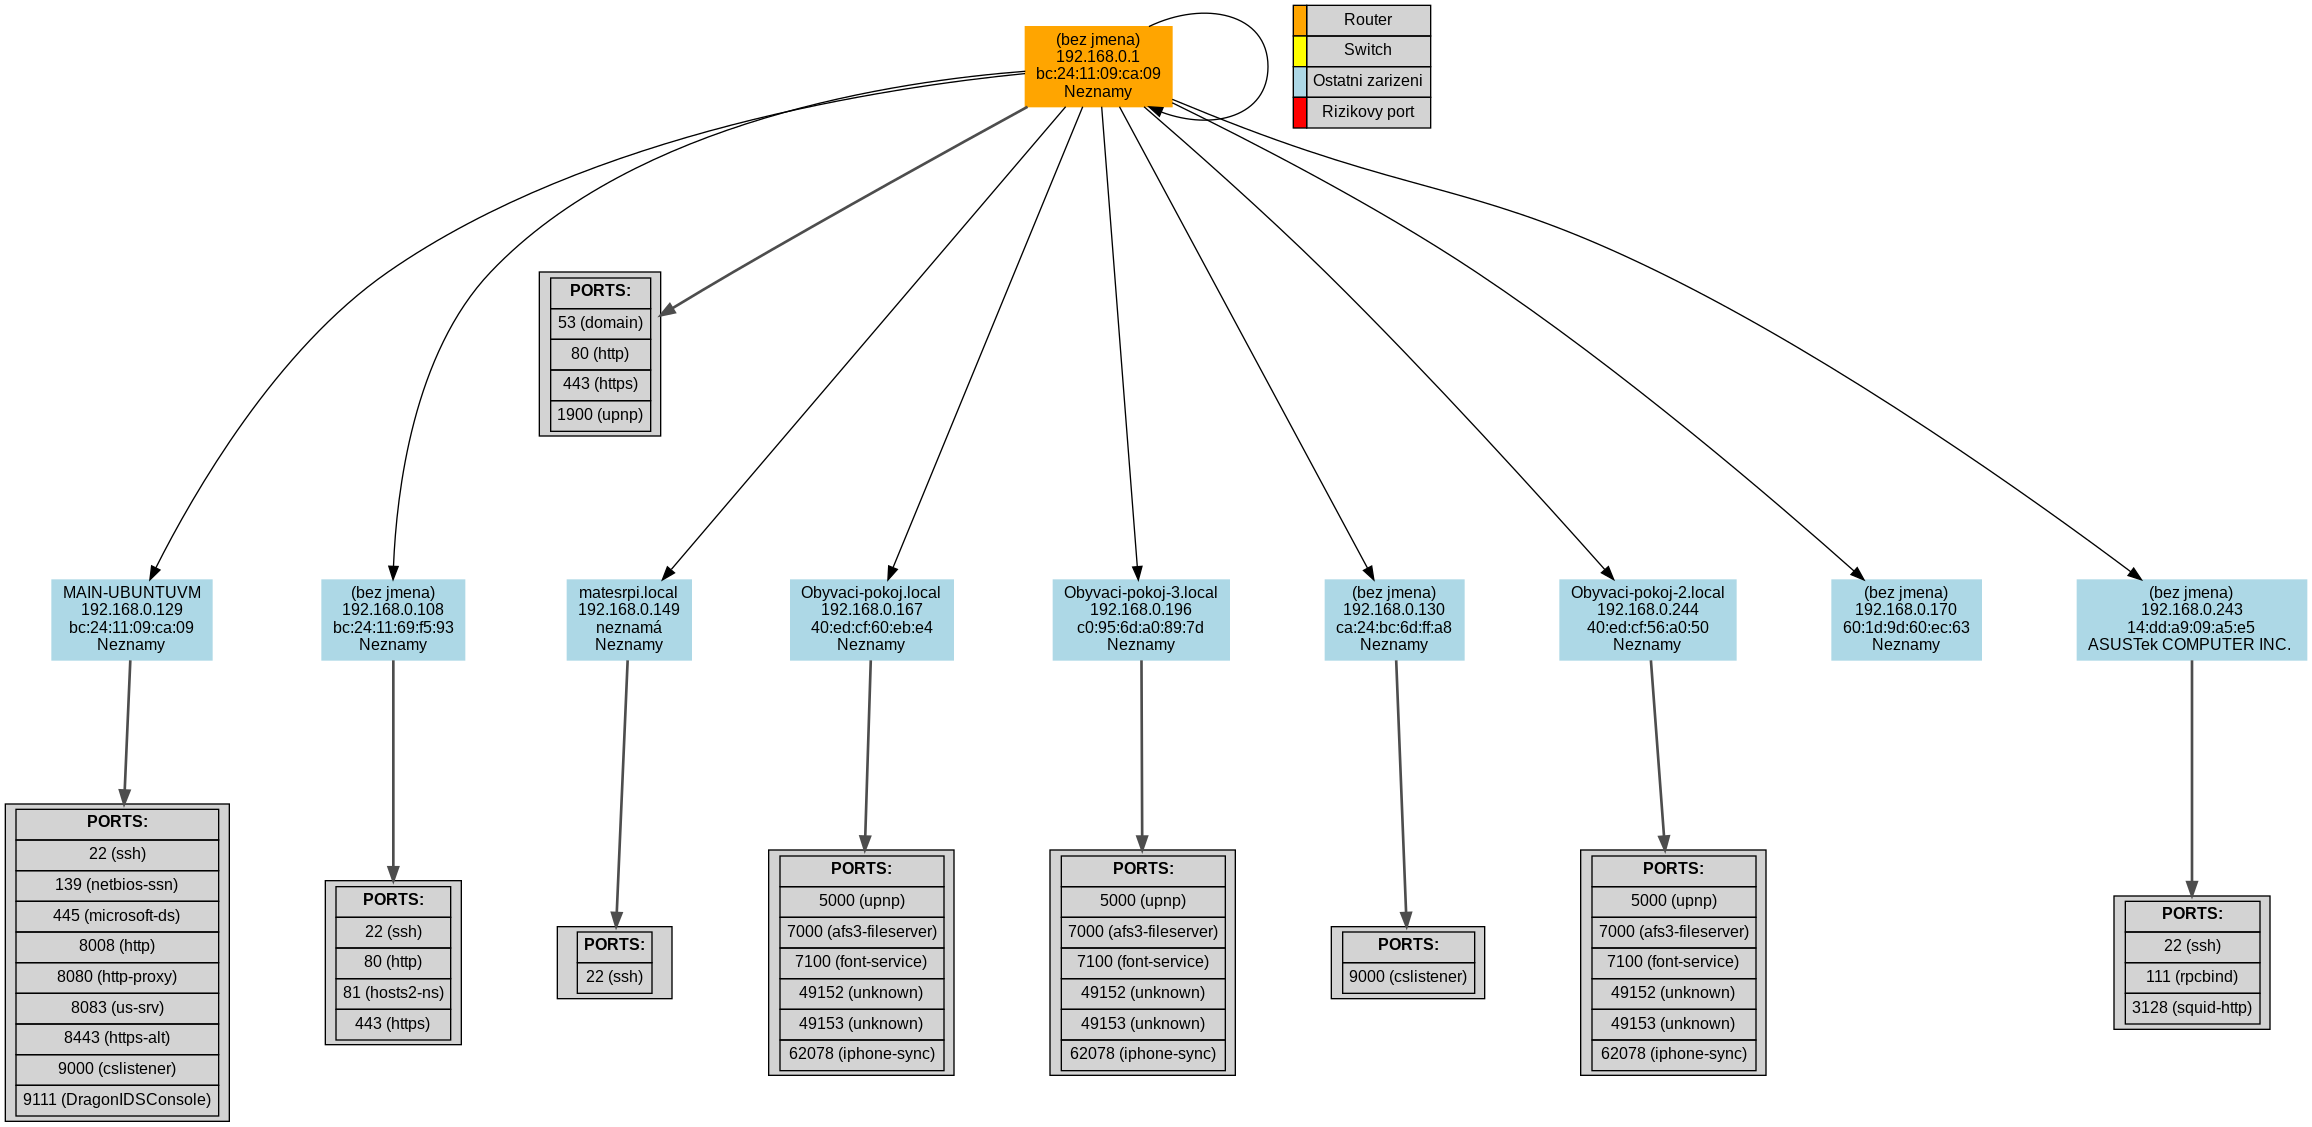 (bez jmena)
192.168.0.1
bc:24:11:09:ca:09
Neznamy
Router
Switch
Ostatni zarizeni
Rizikovy port
PORTS:
53 (domain)
80 (http)
443 (https)
1900 (upnp)
MAIN-UBUNTUVM
192.168.0.129
bc:24:11:09:ca:09
Neznamy
(bez jmena)
192.168.0.108
bc:24:11:69:f5:93
Neznamy
matesrpi.local
192.168.0.149
neznamá
Neznamy
Obyvaci-pokoj.local
192.168.0.167
40:ed:cf:60:eb:e4
Neznamy
Obyvaci-pokoj-3.local
192.168.0.196
c0:95:6d:a0:89:7d
Neznamy
(bez jmena)
192.168.0.130
ca:24:bc:6d:ff:a8
Neznamy
Obyvaci-pokoj-2.local
192.168.0.244
40:ed:cf:56:a0:50
Neznamy
(bez jmena)
192.168.0.170
60:1d:9d:60:ec:63
Neznamy
(bez jmena)
192.168.0.243
14:dd:a9:09:a5:e5
ASUSTek COMPUTER INC.
PORTS:
22 (ssh)
139 (netbios-ssn)
445 (microsoft-ds)
8008 (http)
8080 (http-proxy)
8083 (us-srv)
8443 (https-alt)
9000 (cslistener)
9111 (DragonIDSConsole)
PORTS:
22 (ssh)
80 (http)
81 (hosts2-ns)
443 (https)
PORTS:
22 (ssh)
PORTS:
5000 (upnp)
7000 (afs3-fileserver)
7100 (font-service)
49152 (unknown)
49153 (unknown)
62078 (iphone-sync)
PORTS:
5000 (upnp)
7000 (afs3-fileserver)
7100 (font-service)
49152 (unknown)
49153 (unknown)
62078 (iphone-sync)
PORTS:
9000 (cslistener)
PORTS:
5000 (upnp)
7000 (afs3-fileserver)
7100 (font-service)
49152 (unknown)
49153 (unknown)
62078 (iphone-sync)
PORTS:
22 (ssh)
111 (rpcbind)
3128 (squid-http)